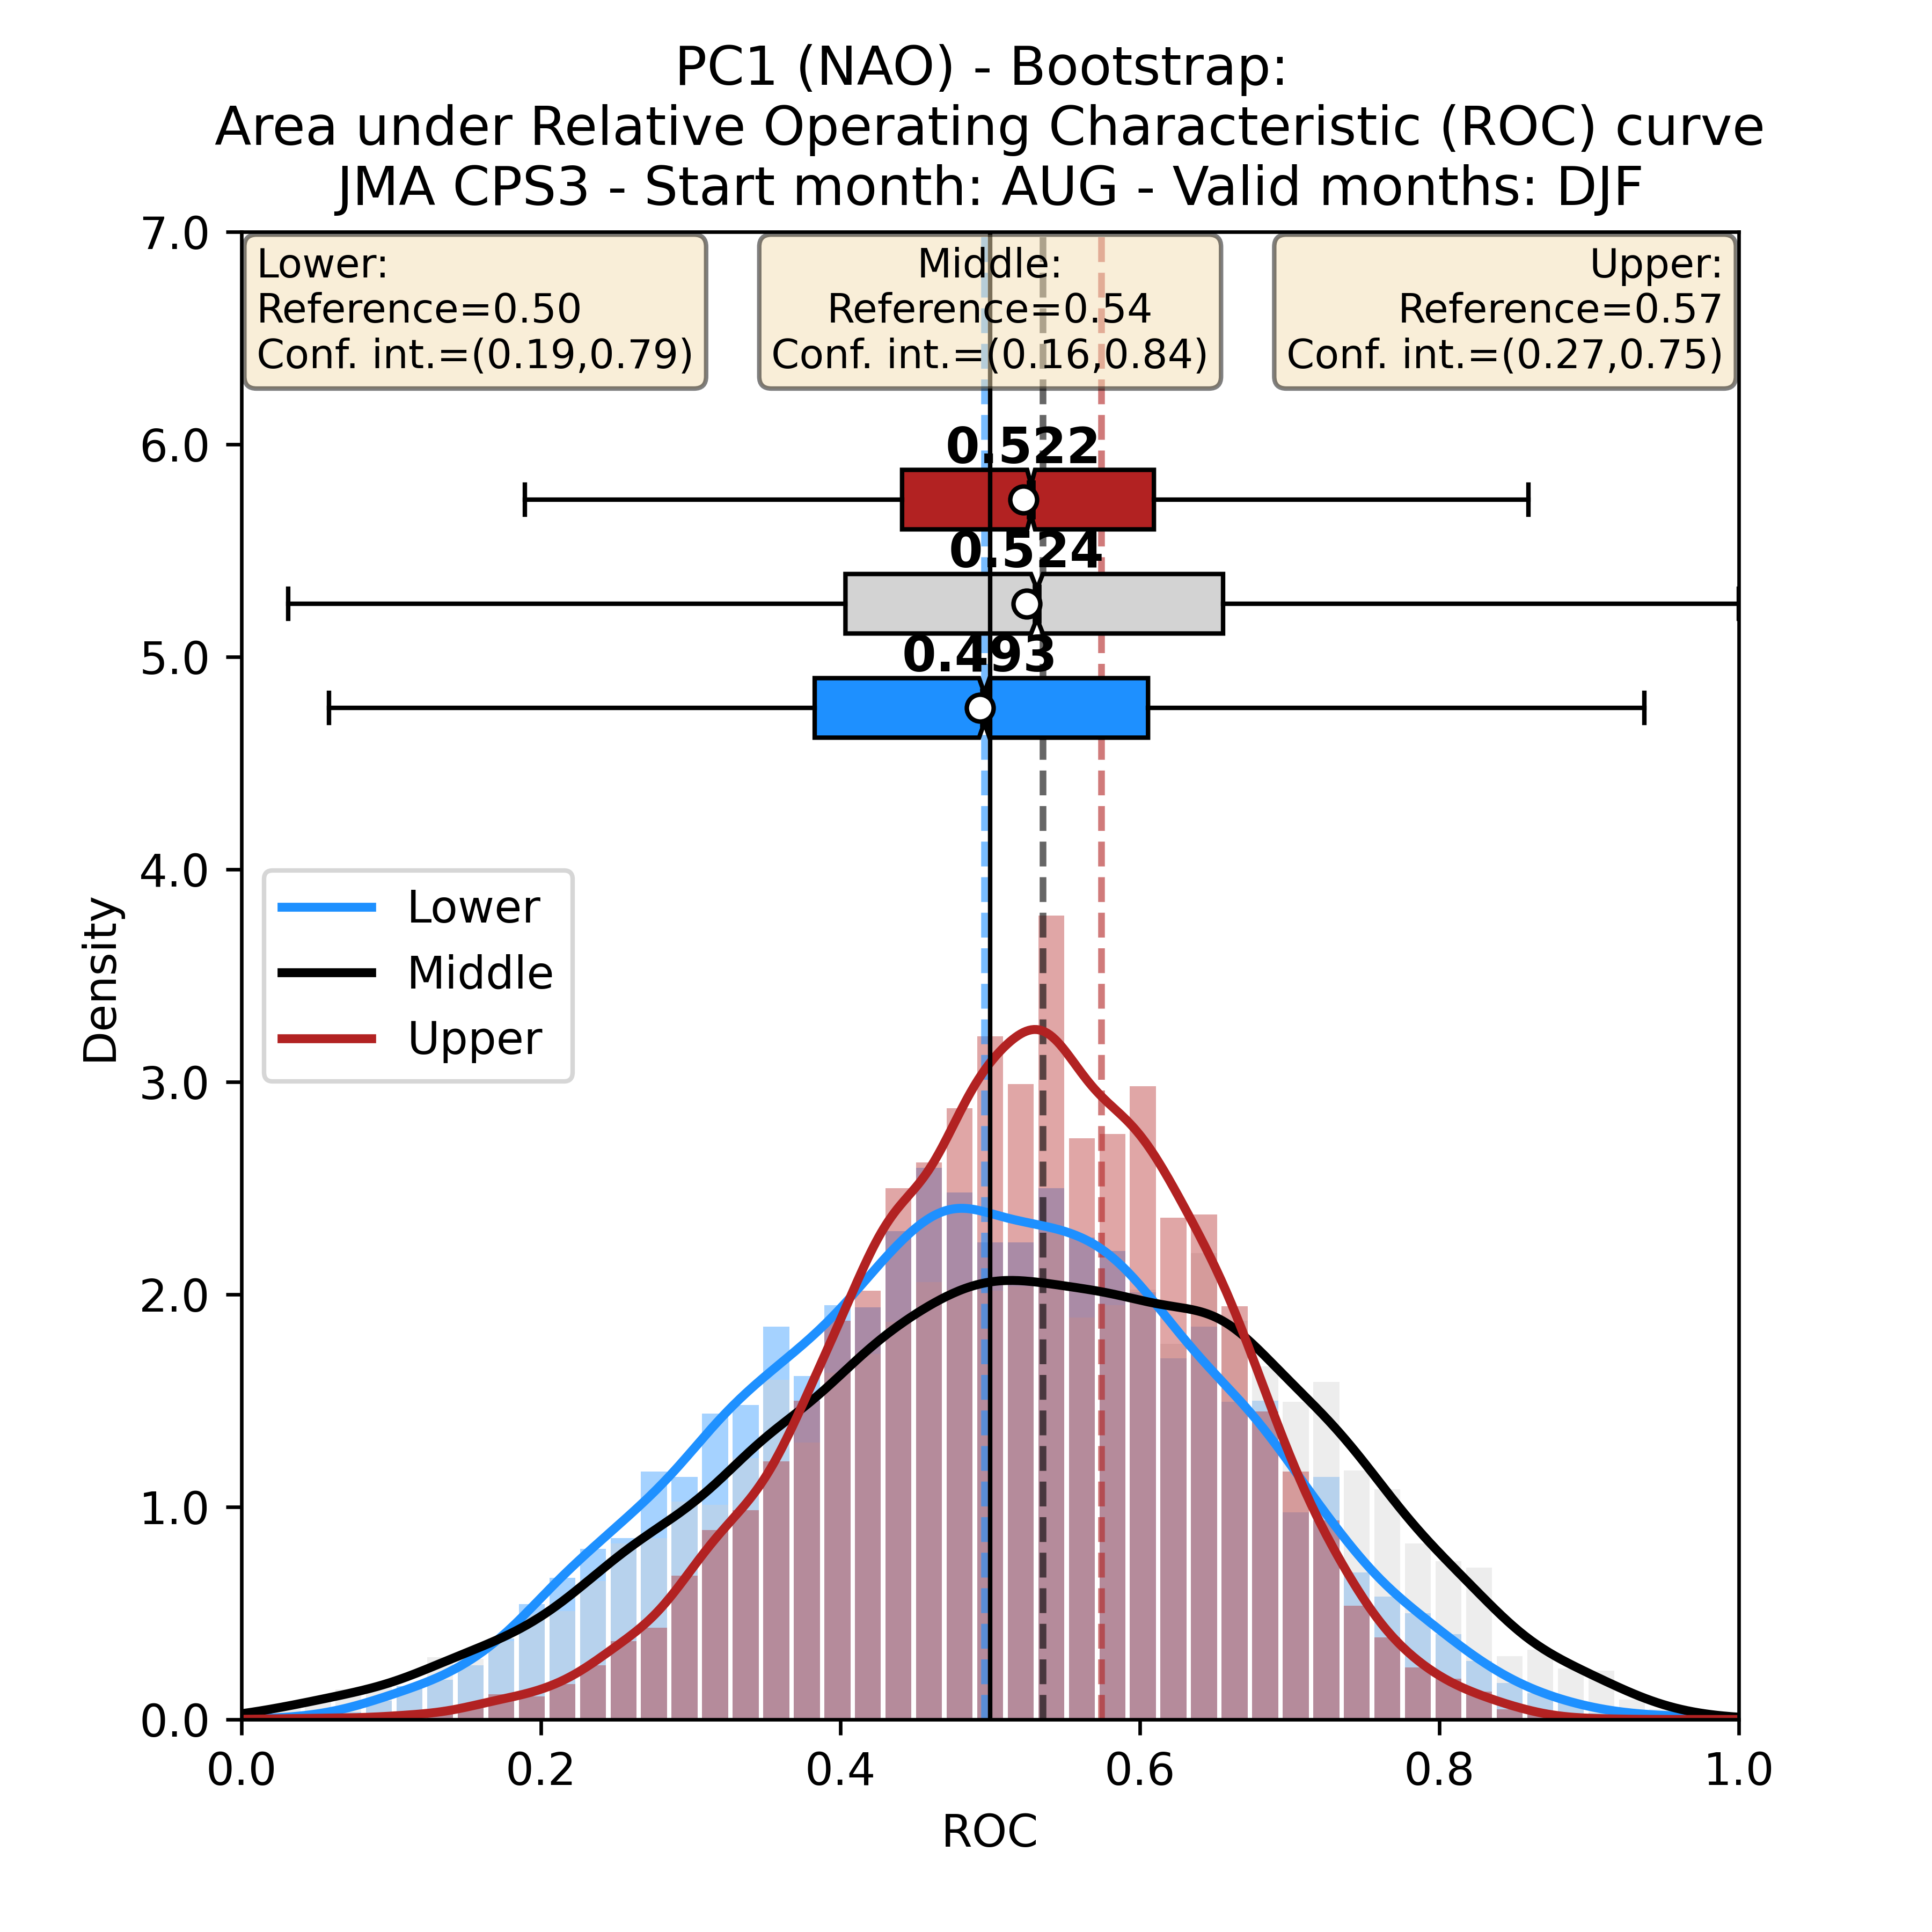 PC1 (NAO) - Bootstrap:
Area under Relative Operating Characteristic (ROC) curve
JMA CPS3 - Start month: AUG - Valid months: DJF
Lower:
Reference=0.50
Conf. int.=(0.19,0.79)
Middle:
Reference=0.54
Conf. int.=(0.16,0.84)
Upper:
Reference=0.57
Conf. int.=(0.27,0.75)
0.522
0.524
0.493
Lower
Middle
Upper
Density
7.0
6.0
5.0
4.0
3.0
2.0
1.0
0.0
0.0 0.2 0.4 0.6 0.8 1.0
ROC